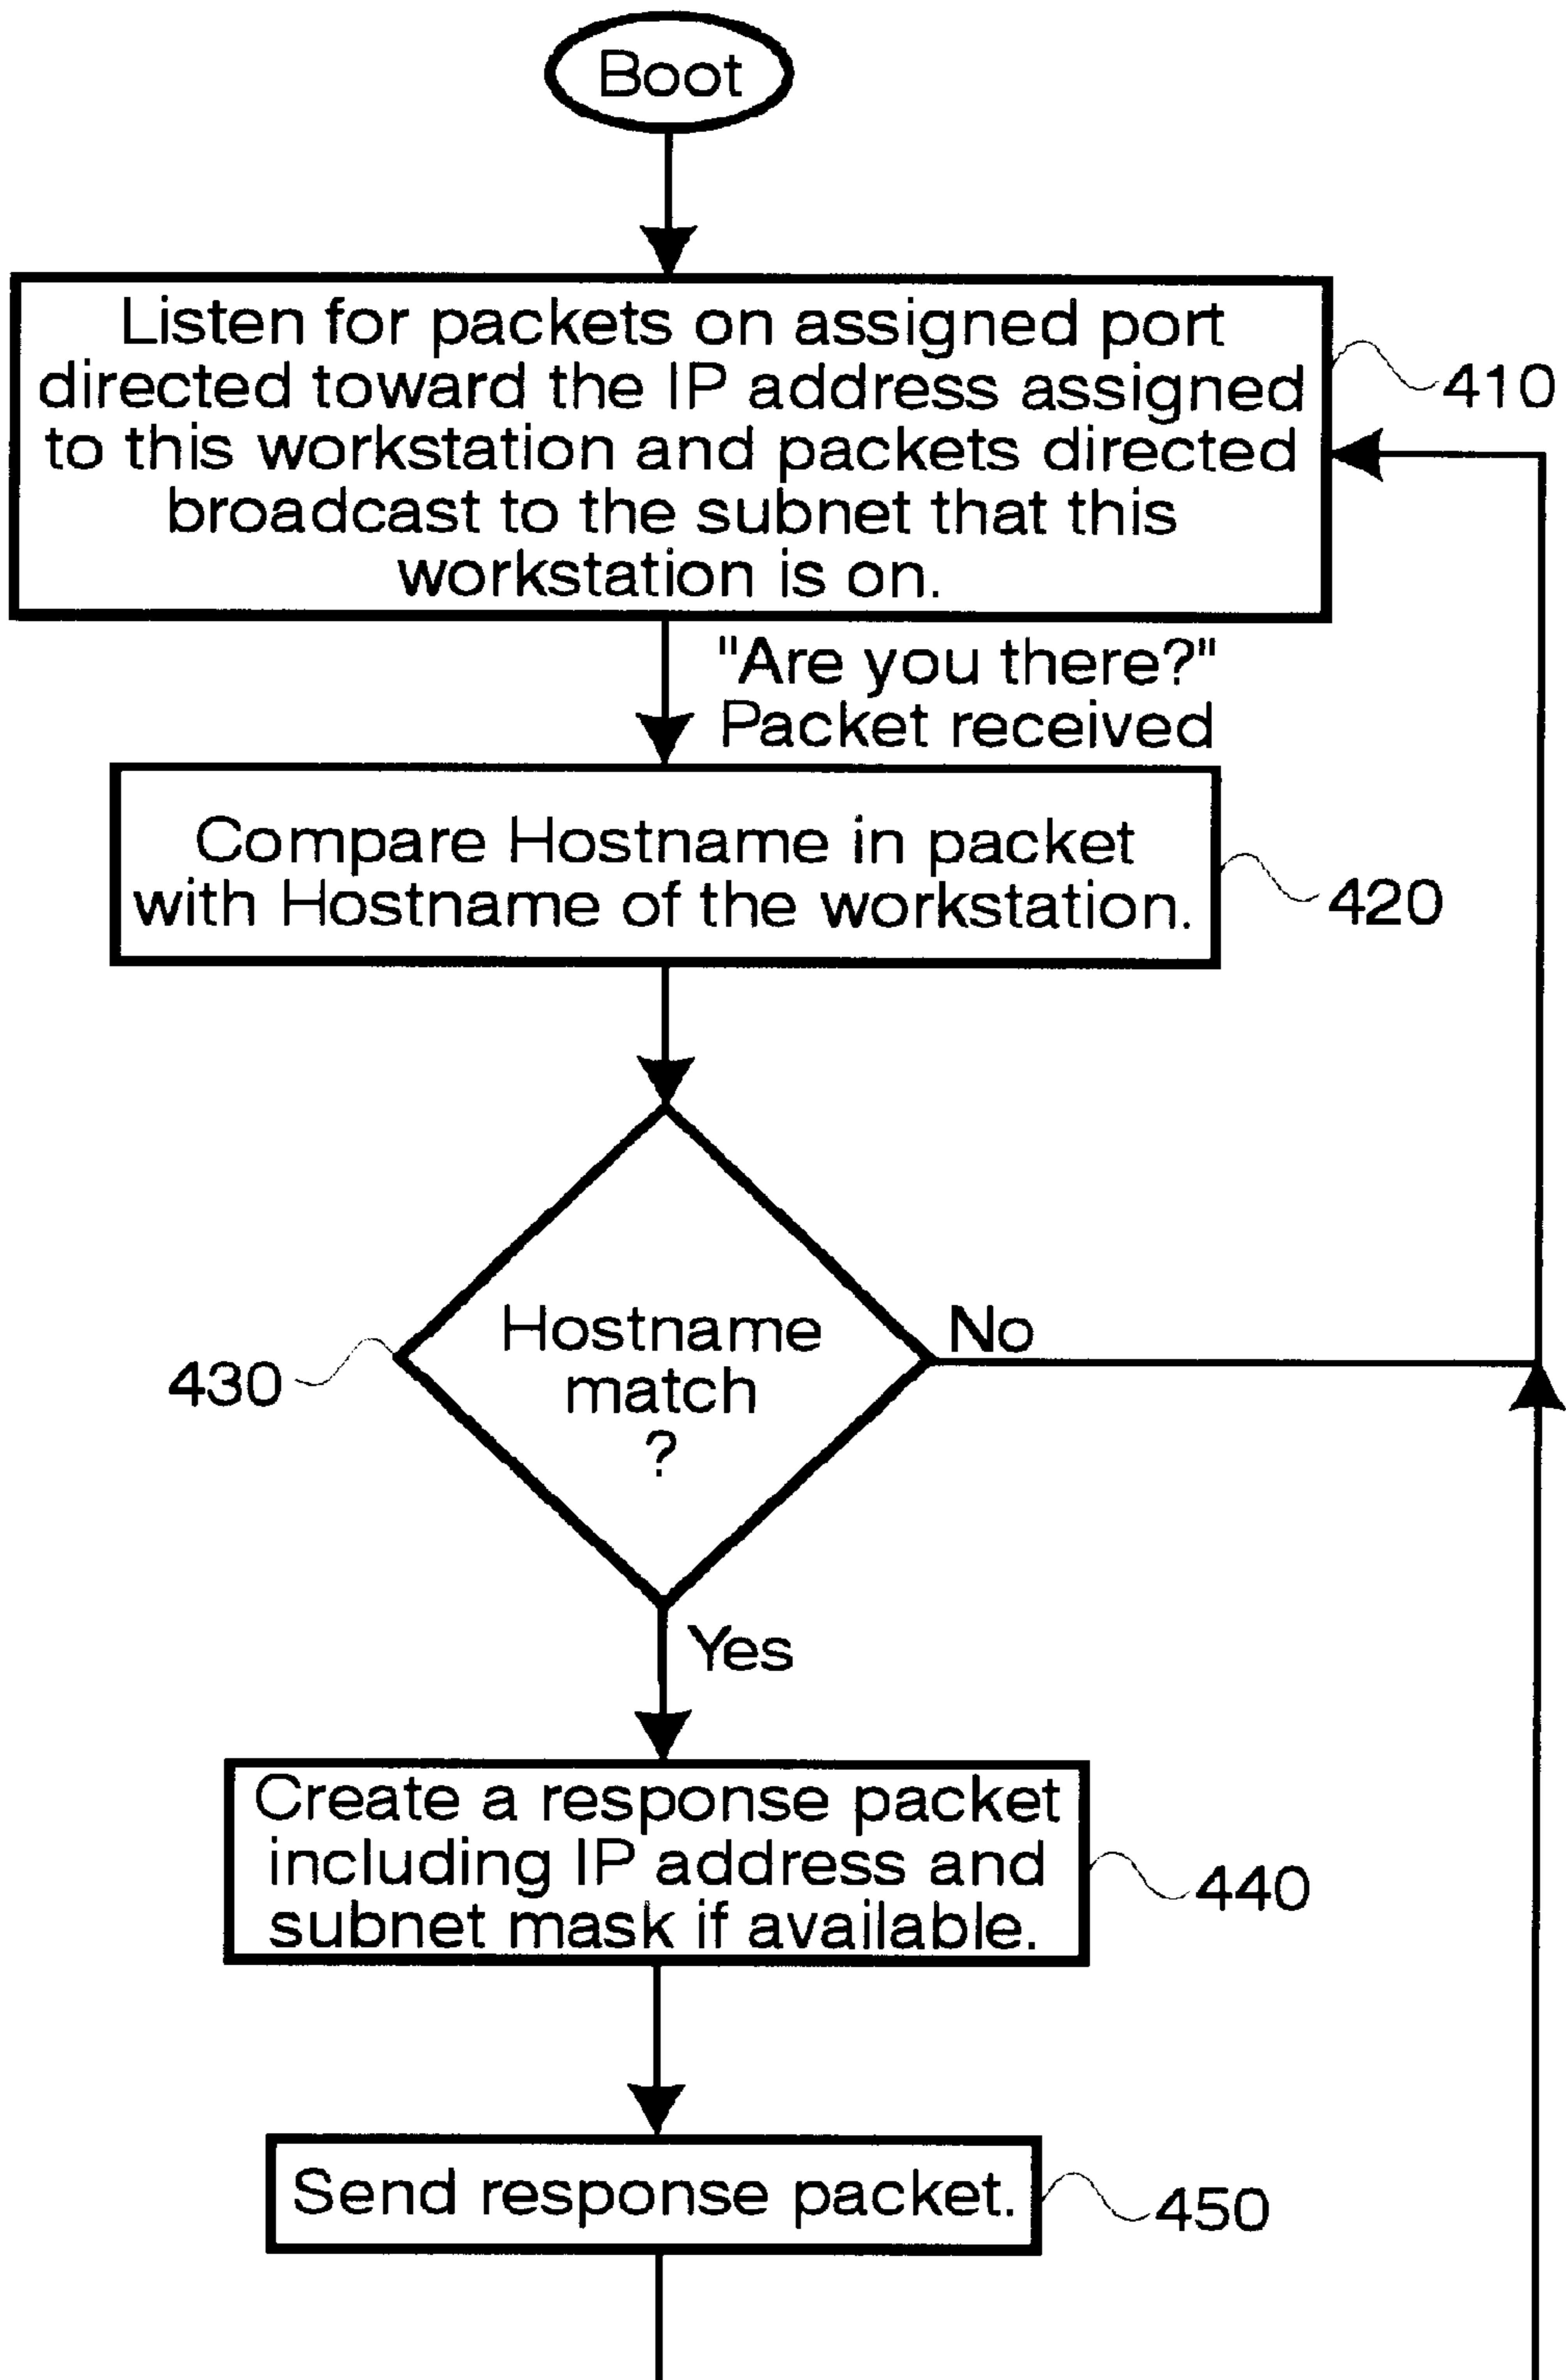 Boot
Listen for packets on assigned port
directed toward the IP address assigned
to this workstation and packets directed
broadcast to the subnet that this
workstation is on.
410
"Are you there?"
Packet received
Compare Hostname in packet
with Hostname of the workstation.
420
Hostname
match
?
430
No
Yes
Create a response packet
including IP address and
subnet mask if available.
440
Send response packet.
450